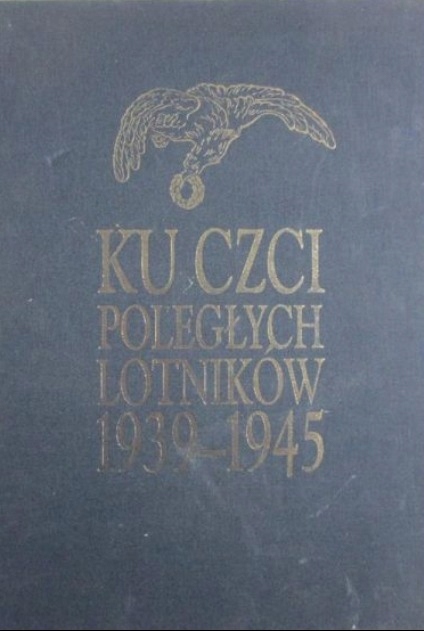 KU CZCI
POLEGŁYCH
LOTNIKÓW
1939–1945